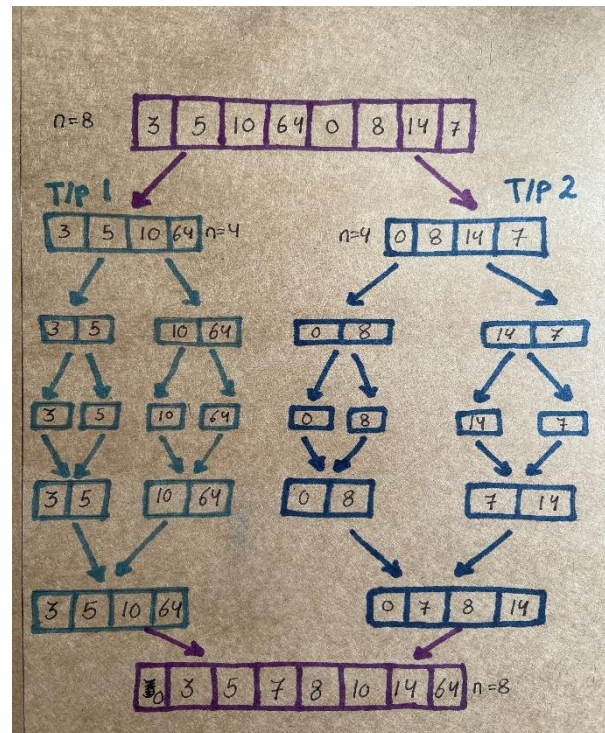 n=8 3 5 10 64 0 8 14 7
T/P 1 T/P 2
3 5 10 64 n=4 n=4 0 8 14 7
3 5 10 64 0 8 14 7
3 5 10 64 0 8 14 7
3 5 10 64 0 8 7 14
3 5 10 64 0 7 8 14
0 3 5 7 8 10 14 64 n=8